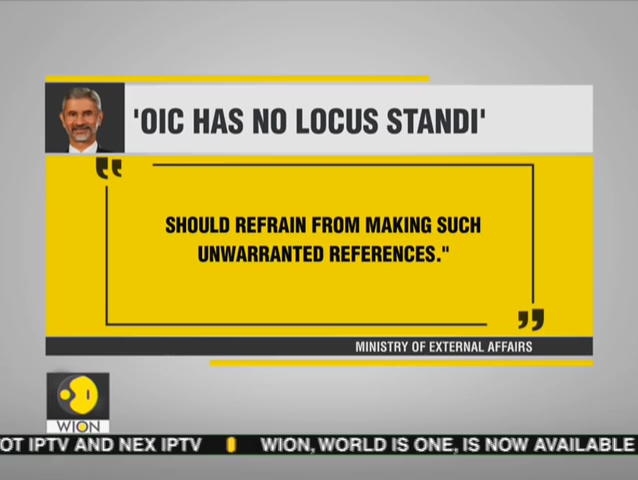 'OIC HAS NO LOCUS STANDI'
SHOULD REFRAIN FROM MAKING SUCH
UNWARRANTED REFERENCES."
MINISTRY OF EXTERNAL AFFAIRS
WION
OT IPTV AND NEX IPTV WION, WORLD IS ONE, IS NOW AVAILABLE